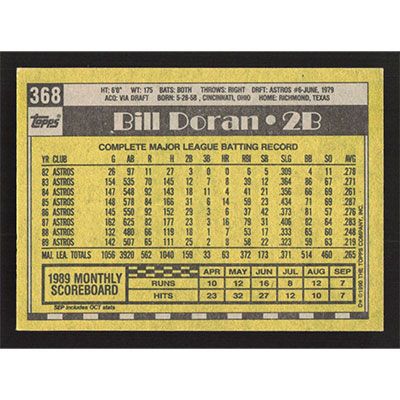 368
Topps
HT: 6'0" WT: 175 BATS: BOTH THROWS: RIGHT DRFT: ASTROS #6-JUNE, 1979
ACQ: VIA DRAFT BORN: 5-28-58, CINCINNATI, OHIO HOME: RICHMOND, TEXAS
Bill Doran • 2B
COMPLETE MAJOR LEAGUE BATTING RECORD
YR CLUB G AB R H 2B 3B HR RBI SB SLG BB SO AVG
82 ASTROS 26 97 11 27 3 0 0 6 5 .309 4 11 .278
83 ASTROS 154 535 70 145 12 7 8 39 12 .364 86 67 .271
84 ASTROS 147 548 92 143 18 11 4 41 21 .356 66 69 .261
85 ASTROS 148 578 84 166 31 6 14 59 23 .434 71 69 .287
86 ASTROS 145 550 92 152 29 3 6 37 42 .373 81 57 .276
87 ASTROS 162 625 82 177 23 3 16 79 31 .406 82 64 .283
88 ASTROS 132 480 66 119 18 1 7 53 17 .333 65 60 .248
89 ASTROS 142 507 65 111 25 2 8 58 22 .323 59 63 .219
MAJ. LEA. TOTALS 1056 3920 562 1040 159 33 63 372 173 .371 514 460 .265
1989 MONTHLY SCOREBOARD
SEP includes OCT stats
APR MAY JUN JUL AUG SEP
RUNS 10 12 16 8 12 7
HITS 23 32 27 12 10 7
© 1990 THE TOPPS COMPANY, INC.